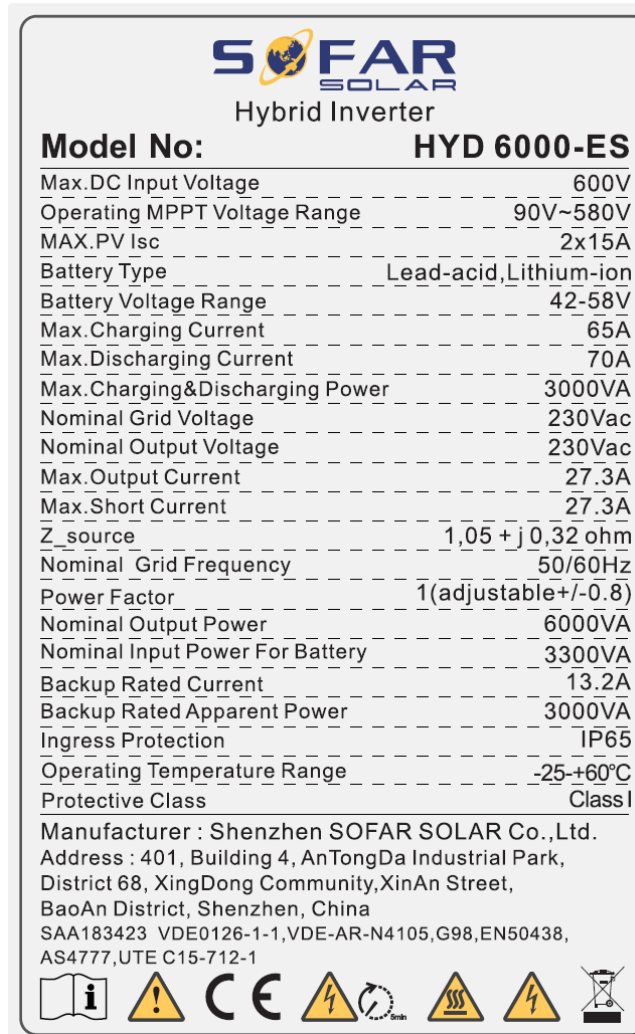 SOFAR
SOLAR
Hybrid Inverter
Model No: HYD 6000-ES
Max.DC Input Voltage 600V
Operating MPPT Voltage Range 90V~580V
MAX.PV Isc 2x15A
Battery Type Lead-acid,Lithium-ion
Battery Voltage Range 42-58V
Max.Charging Current 65A
Max.Discharging Current 70A
Max.Charging&Discharging Power 3000VA
Nominal Grid Voltage 230Vac
Nominal Output Voltage 230Vac
Max.Output Current 27.3A
Max.Short Current 27.3A
Z_source 1,05 + j 0,32 ohm
Nominal Grid Frequency 50/60Hz
Power Factor 1(adjustable+/-0.8)
Nominal Output Power 6000VA
Nominal Input Power For Battery 3300VA
Backup Rated Current 13.2A
Backup Rated Apparent Power 3000VA
Ingress Protection IP65
Operating Temperature Range -25-+60℃
Protective Class Class I
Manufacturer : Shenzhen SOFAR SOLAR Co.,Ltd.
Address : 401, Building 4, AnTongDa Industrial Park,
District 68, XingDong Community,XinAn Street,
BaoAn District, Shenzhen, China
SAA183423 VDE0126-1-1,VDE-AR-N4105,G98,EN50438,
AS4777,UTE C15-712-1
i CE 5min